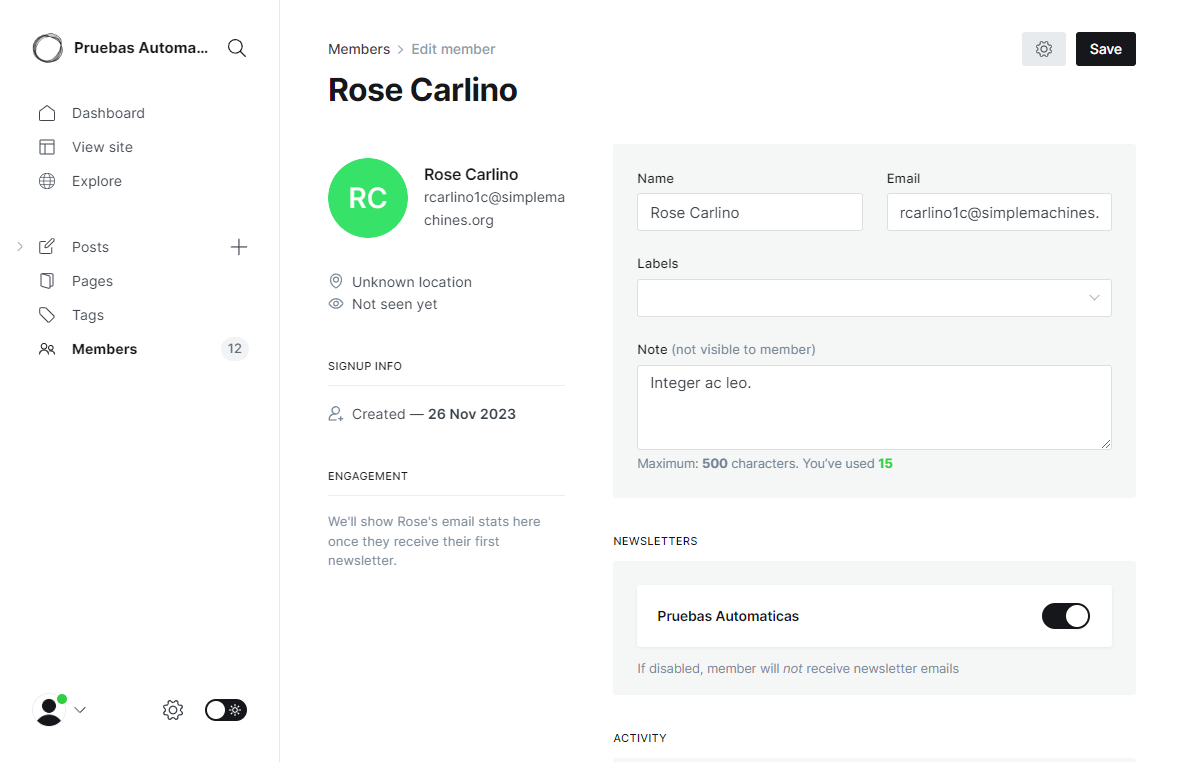 Pruebas Automa...
Dashboard
View site
Explore
Posts
Pages
Tags
Members 12
Members > Edit member
Save
Rose Carlino
RC
Rose Carlino
rcarlino1c@simplema
chines.org
Unknown location
Not seen yet
SIGNUP INFO
Created — 26 Nov 2023
ENGAGEMENT
We'll show Rose's email stats here
once they receive their first
newsletter.
Name
Rose Carlino
Email
rcarlino1c@simplemachines.
Labels
Note (not visible to member)
Integer ac leo.
Maximum: 500 characters. You’ve used 15
NEWSLETTERS
Pruebas Automaticas
If disabled, member will not receive newsletter emails
ACTIVITY